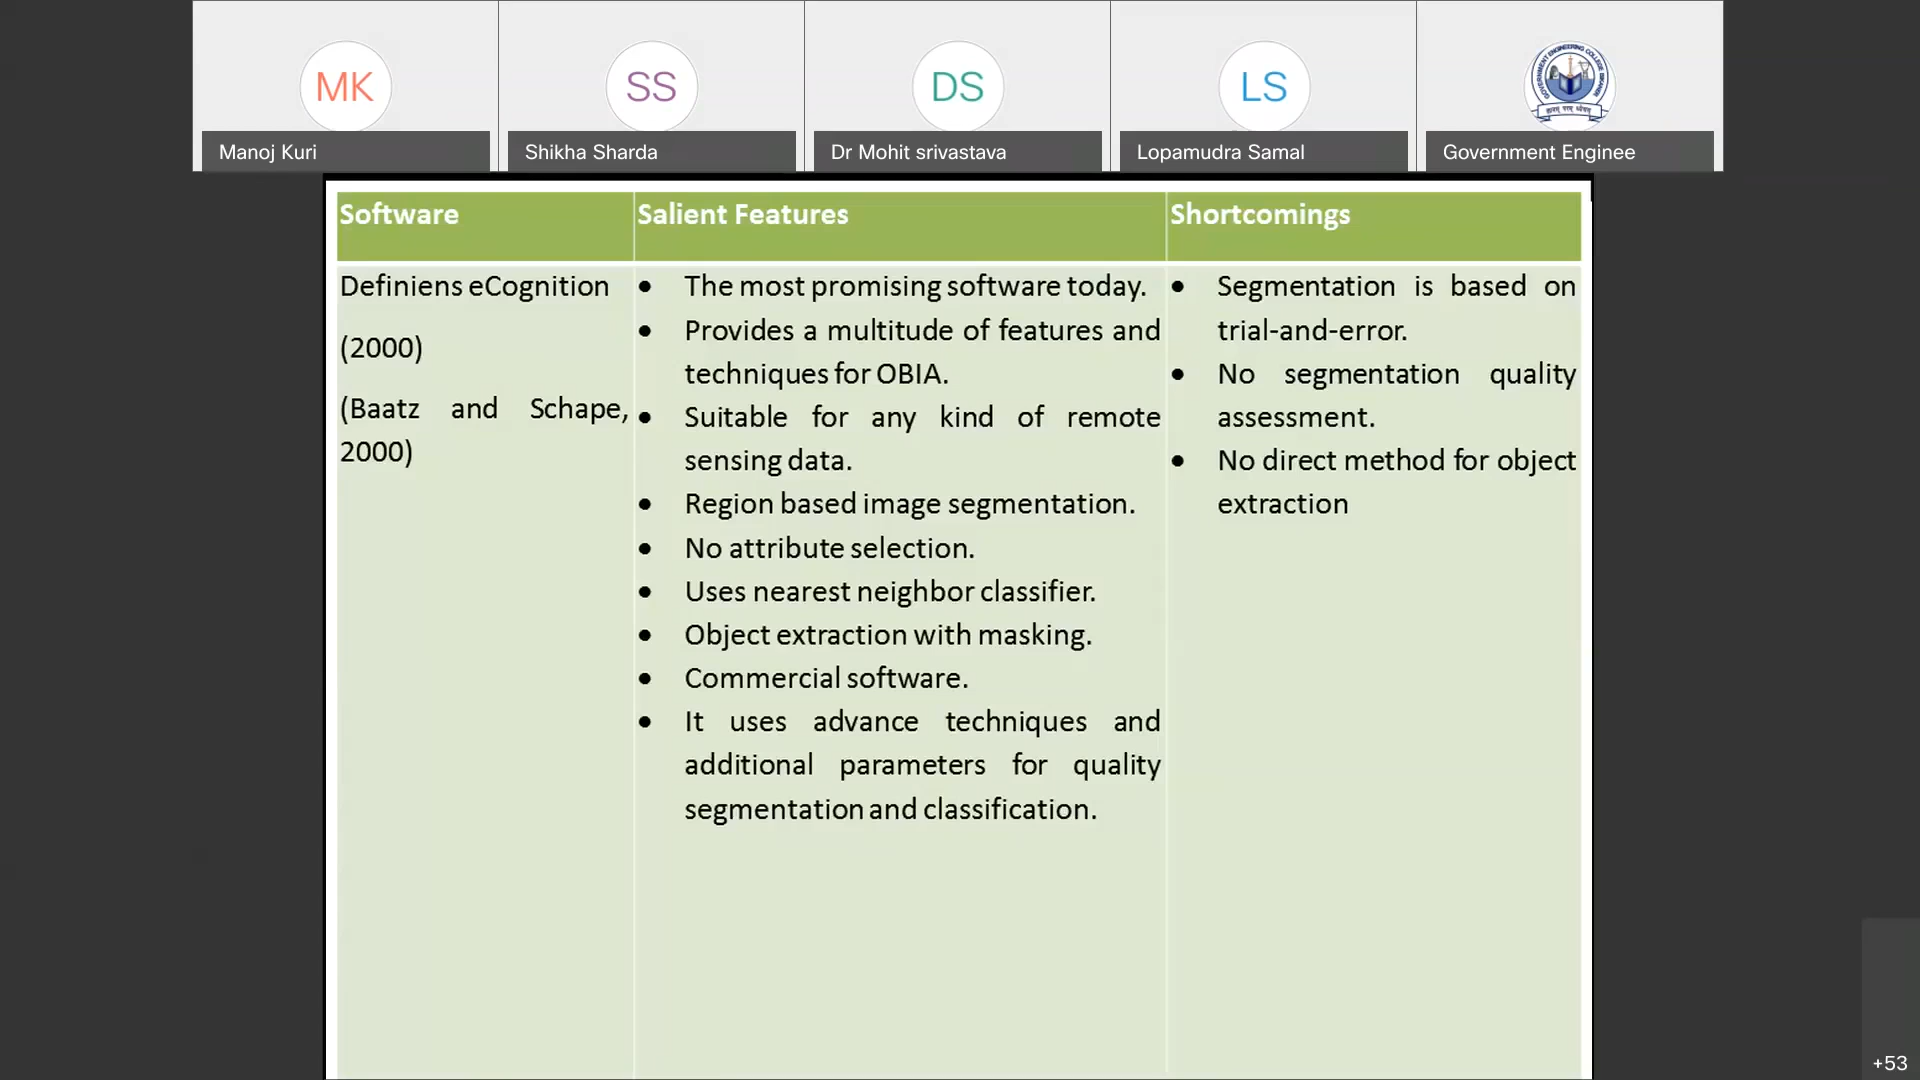 MK
SS
DS
LS
GOVERNMENT ENGINEERING COLLEGE BIKANER
Manoj Kuri
Shikha Sharda
Dr Mohit srivastava
Lopamudra Samal
Government Enginee
Software
Salient Features
Shortcomings
Definiens eCognition
(2000)
(Baatz and Schape,
2000)
• The most promising software today.
• Provides a multitude of features and
techniques for OBIA.
• Suitable for any kind of remote
sensing data.
• Region based image segmentation.
• No attribute selection.
• Uses nearest neighbor classifier.
• Object extraction with masking.
• Commercial software.
• It uses advance techniques and
additional parameters for quality
segmentation and classification.
• Segmentation is based on
trial-and-error.
• No segmentation quality
assessment.
• No direct method for object
extraction
+53